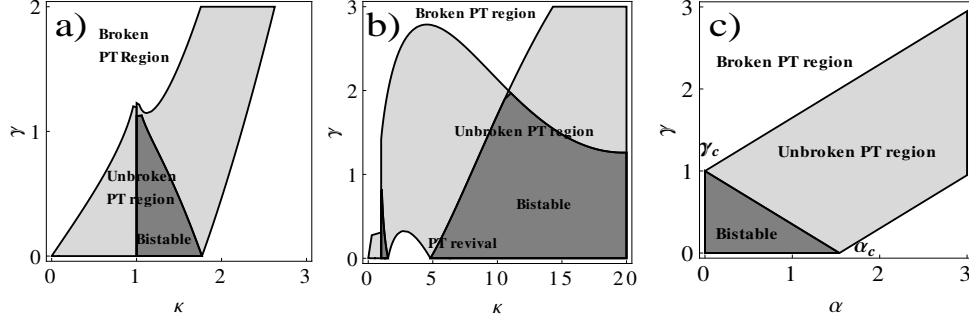 a)
Broken
PT Region
Unbroken
PT region
Bistable
2
1
0
γ
0
1
2
3
κ
b)
Broken PT region
Unbroken PT region
Bistable
PT revival
3
2
1
0
γ
0
5
10
15
20
κ
c)
Broken PT region
γc
Unbroken PT region
Bistable
αc
3
2
1
0
γ
0
1
2
3
α